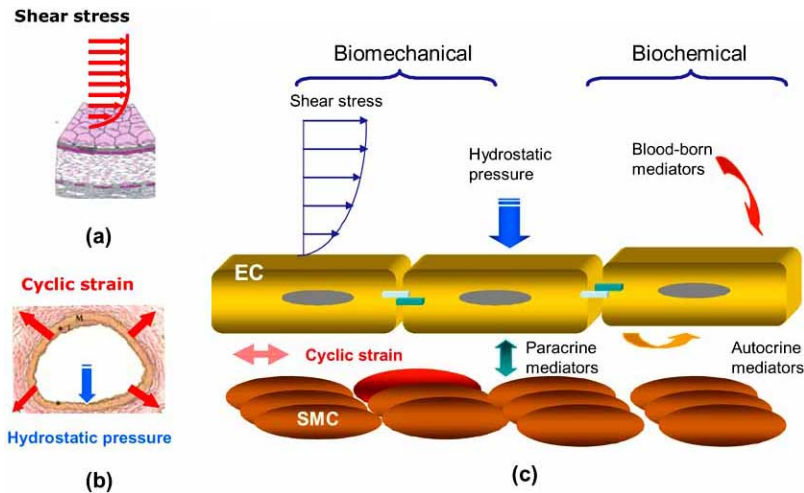 Shear stress
(a)
Cyclic strain
M
Hydrostatic pressure
(b)
Biomechanical
Biochemical
Shear stress
Hydrostatic
pressure
Blood-born
mediators
EC
Cyclic strain
Paracrine
mediators
Autocrine
mediators
SMC
(c)